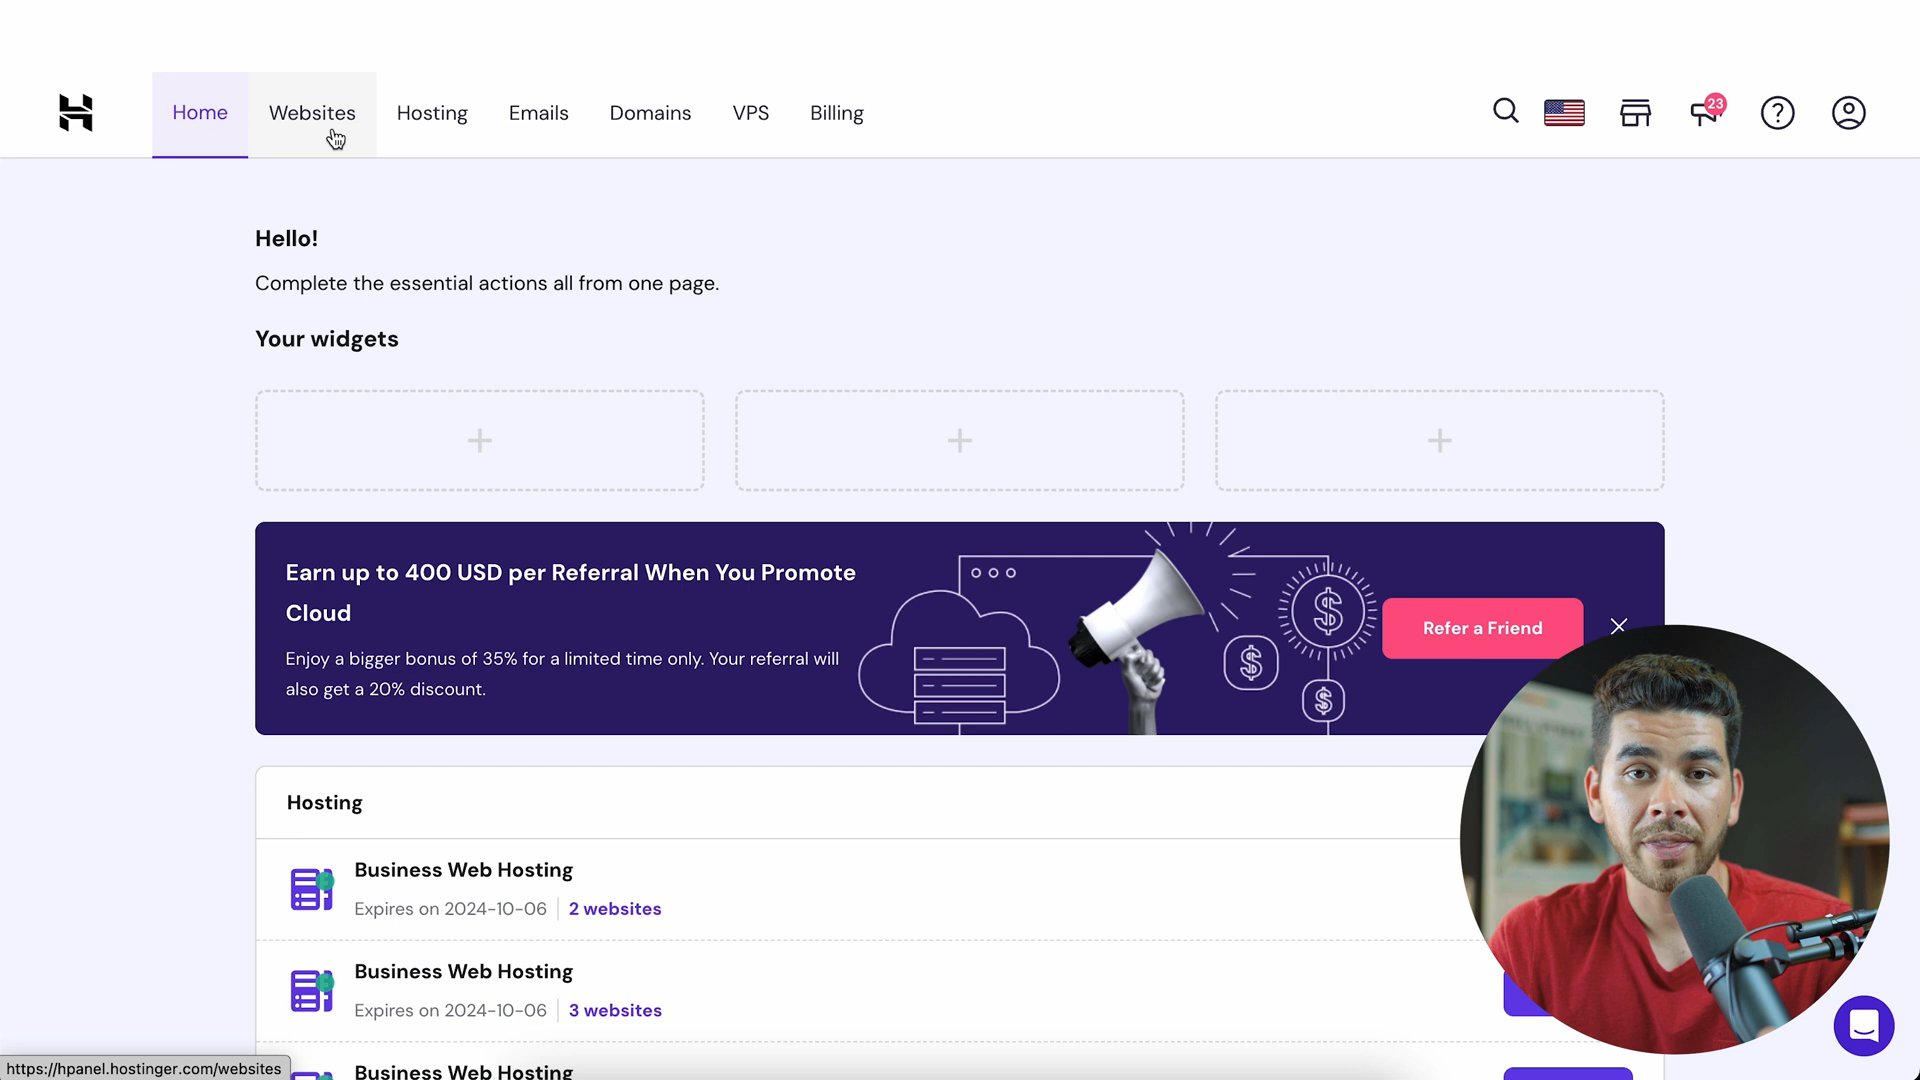 Home Websites Hosting Emails Domains VPS Billing
23
Hello!
Complete the essential actions all from one page.
Your widgets
Earn up to 400 USD per Referral When You Promote
Cloud
Enjoy a bigger bonus of 35% for a limited time only. Your referral will
also get a 20% discount.
Refer a Friend
Hosting
Business Web Hosting
Expires on 2024-10-06 2 websites
Business Web Hosting
Expires on 2024-10-06 3 websites
Business Web Hosting
https://hpanel.hostinger.com/websites